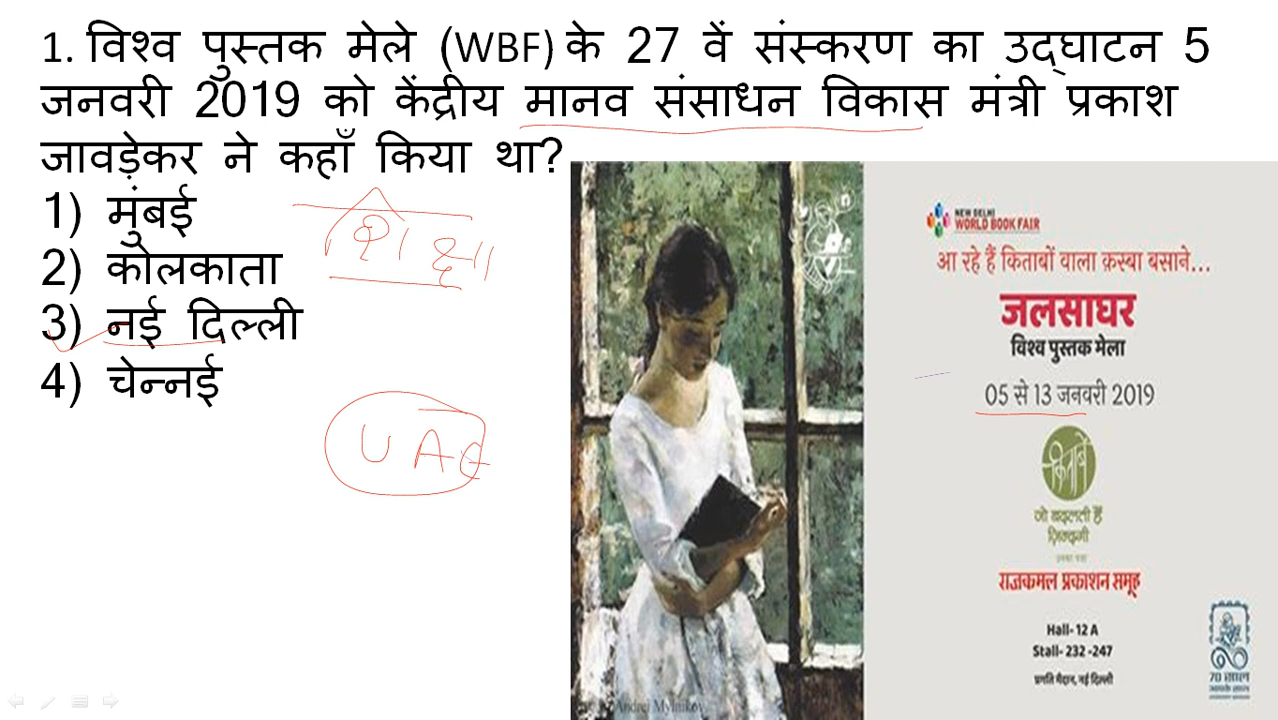 1. विश्व पुस्तक मेले (WBF) के 27 वें संस्करण का उद्घाटन 5
जनवरी 2019 को केंद्रीय मानव संसाधन विकास मंत्री प्रकाश
जावड़ेकर ने कहाँ किया था?
1) मुंबई
2) कोलकाता
3) नई दिल्ली
4) चेन्नई
शिक्षा
UAE
NEW DELHI
WORLD BOOK FAIR
आ रहे हैं किताबों वाला क़स्बा बसाने...
जलसाघर
विश्व पुस्तक मेला
05 से 13 जनवरी 2019
किताबें
जो बदलती हैं
ज़िन्दगी
राजकमल प्रकाशन समूह
Hall- 12 A
Stall- 232 -247
प्रगति मैदान, नई दिल्ली
70 साल
Andrei Mylnikov